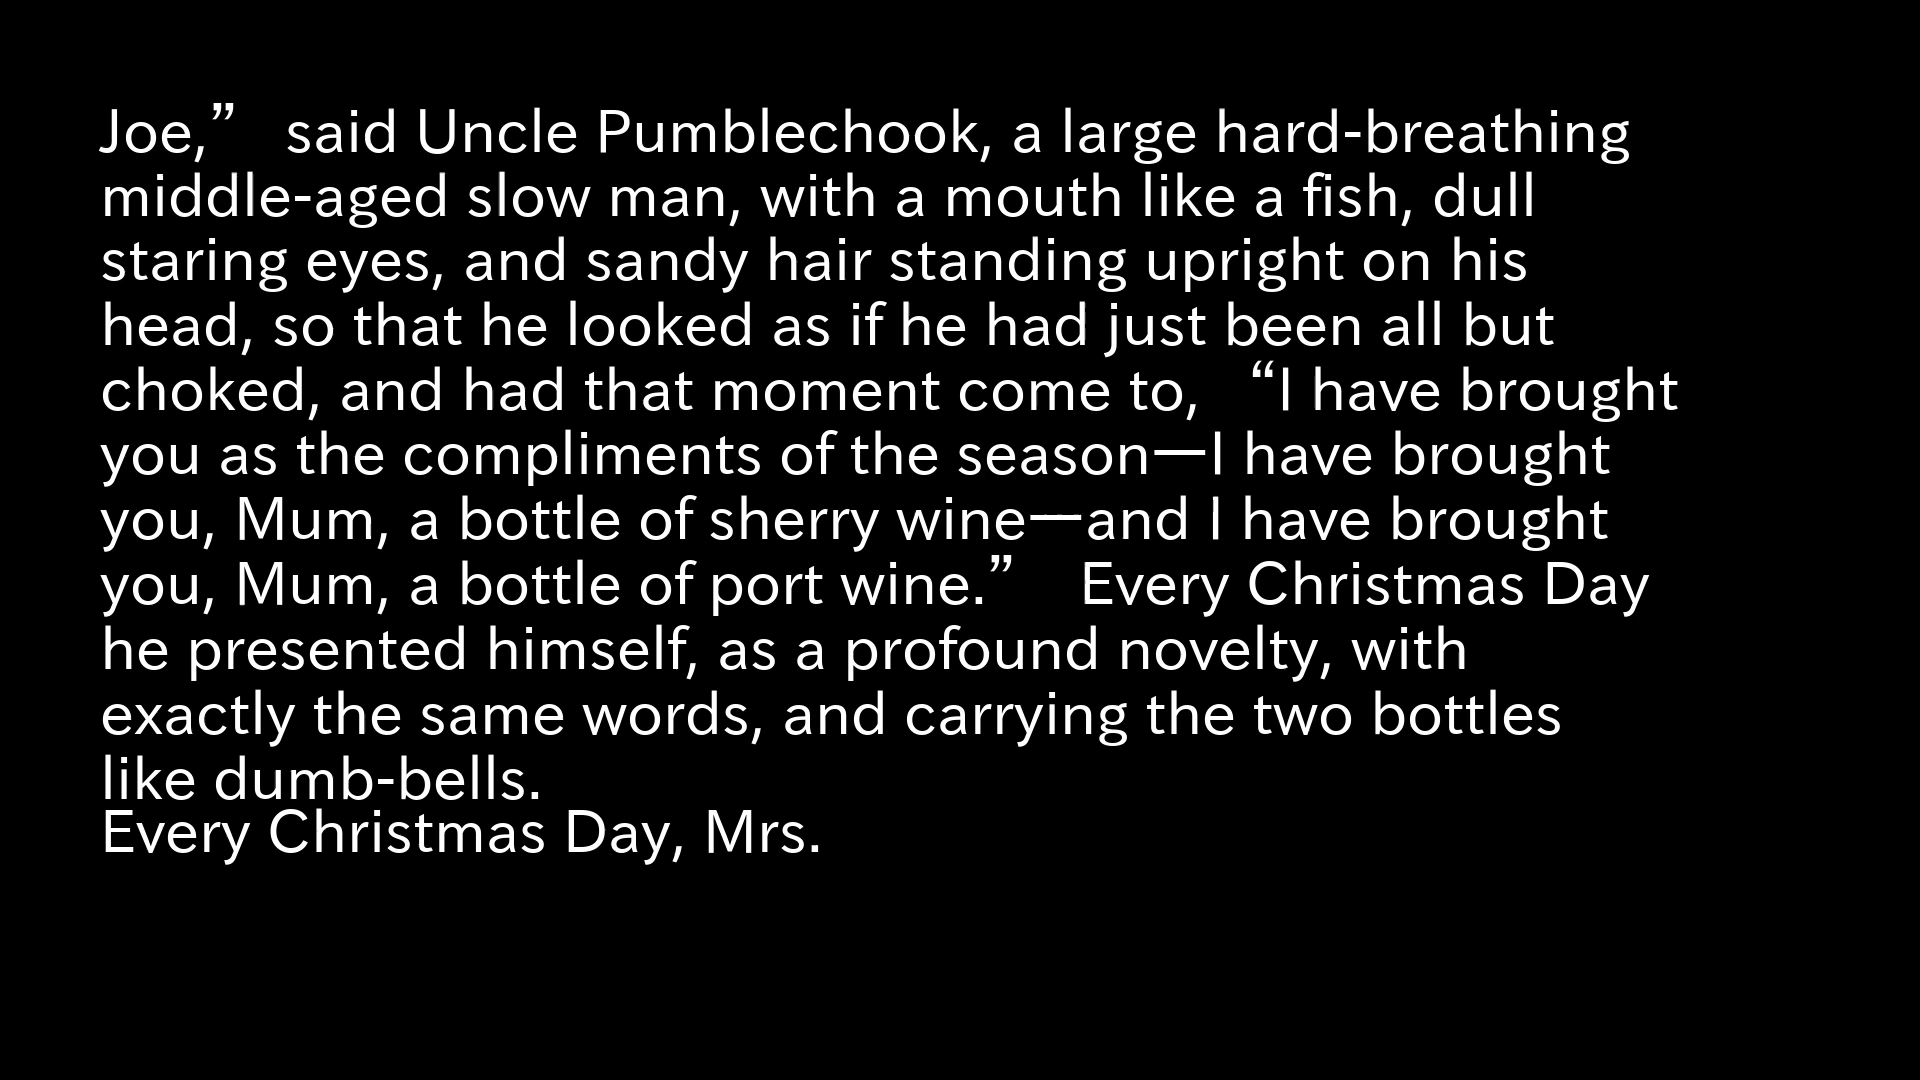 Joe,” said Uncle Pumblechook, a large hard-breathing
middle-aged slow man, with a mouth like a fish, dull
staring eyes, and sandy hair standing upright on his
head, so that he looked as if he had just been all but
choked, and had that moment come to, “I have brought
you as the compliments of the season—I have brought
you, Mum, a bottle of sherry wine—and I have brought
you, Mum, a bottle of port wine.” Every Christmas Day
he presented himself, as a profound novelty, with
exactly the same words, and carrying the two bottles
like dumb-bells.
Every Christmas Day, Mrs.